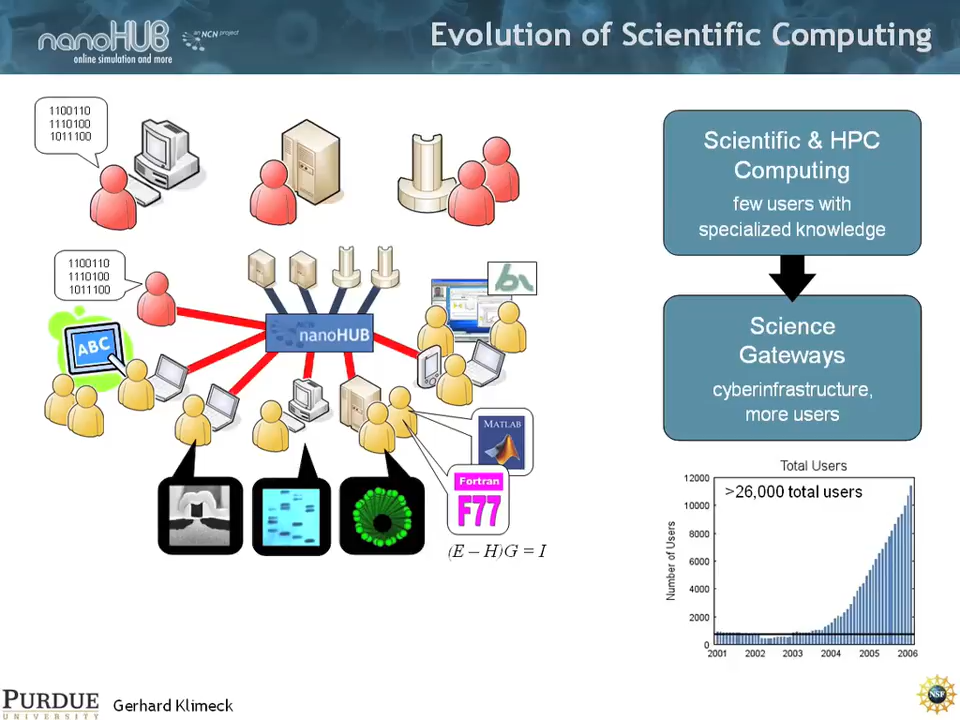 nanoHUB
an NCN project
online simulation and more
Evolution of Scientific Computing
1100110
1110100
1011100
Scientific & HPC
Computing
few users with
specialized knowledge
1100110
1110100
1011100
nanoHUB
ABC
Science
Gateways
cyberinfrastructure,
more users
MATLAB
Fortran
F77
(E – H)G = I
Total Users
>26,000 total users
Number of Users
12000
10000
8000
6000
4000
2000
0
2001 2002 2003 2004 2005 2006
PURDUE
UNIVERSITY
Gerhard Klimeck
NSF